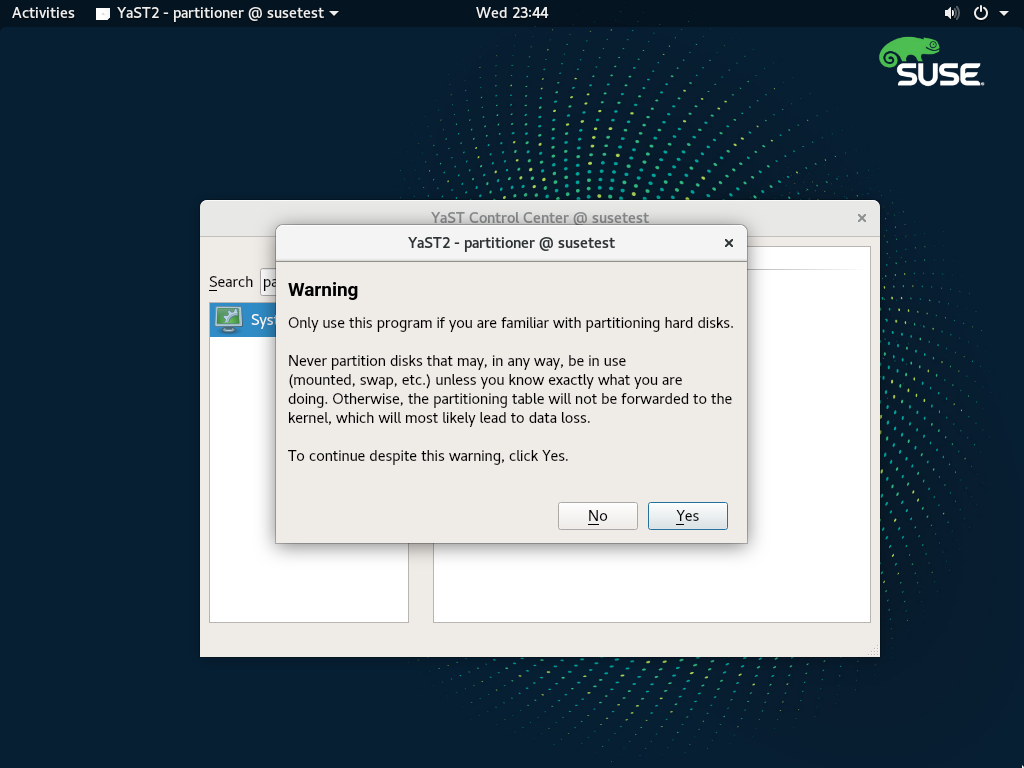 Activities YaST2 - partitioner @ susetest Wed 23:44
SUSE
YaST Control Center @ susetest
YaST2 - partitioner @ susetest
Search pa
Syst
Warning
Only use this program if you are familiar with partitioning hard disks.
Never partition disks that may, in any way, be in use
(mounted, swap, etc.) unless you know exactly what you are
doing. Otherwise, the partitioning table will not be forwarded to the
kernel, which will most likely lead to data loss.
To continue despite this warning, click Yes.
No Yes